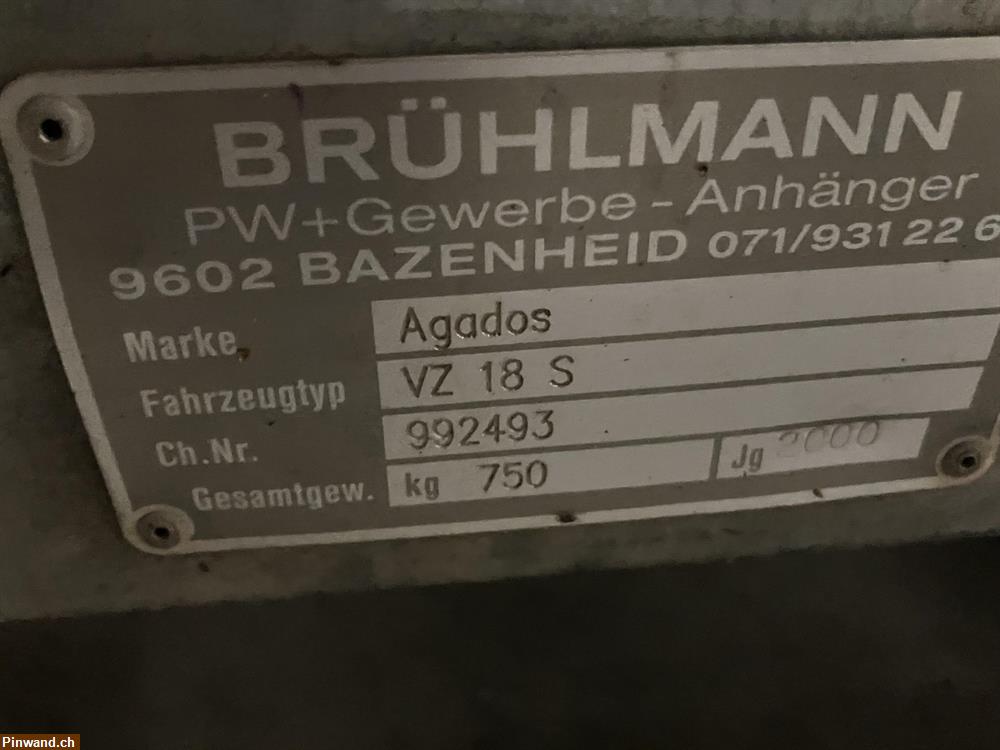 BRÜHLMANN
PW+Gewerbe - Anhänger
9602 BAZENHEID 071/931 22 6
Marke Agados
Fahrzeugtyp VZ 18 S
Ch.Nr. 992493
Gesamtgew. kg 750 Jg 2000
Pinwand.ch